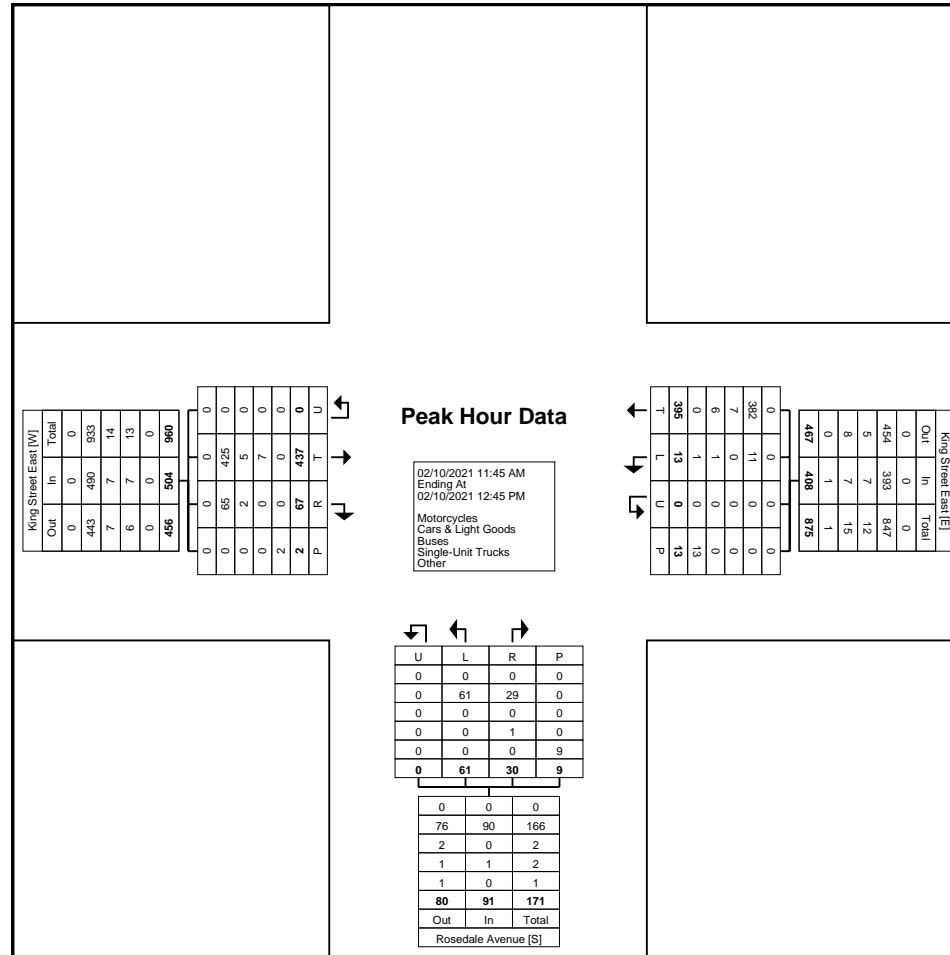 Peak Hour Data
02/10/2021 11:45 AM
Ending At
02/10/2021 12:45 PM
Motorcycles
Cars & Light Goods
Buses
Single-Unit Trucks
Other
King Street East [W]
Out In Total
0 0 0
443 490 933
7 7 14
6 7 13
0 0 0
456 504 960
0 0 0 0
0 65 425 0
0 2 5 0
0 0 7 0
2 0 0 0
2 67 437 0
P R T U
King Street East [E]
Out In Total
0 0 0
454 393 847
5 7 12
8 7 15
0 1 1
467 408 875
0 0 0 0
382 11 0 0
7 0 0 0
6 1 0 0
0 1 0 13
395 13 0 13
T L U P
U L R P
0 0 0 0
0 61 29 0
0 0 0 0
0 0 1 0
0 0 0 9
0 61 30 9
0 0 0
76 90 166
2 0 2
1 1 2
1 0 1
80 91 171
Out In Total
Rosedale Avenue [S]